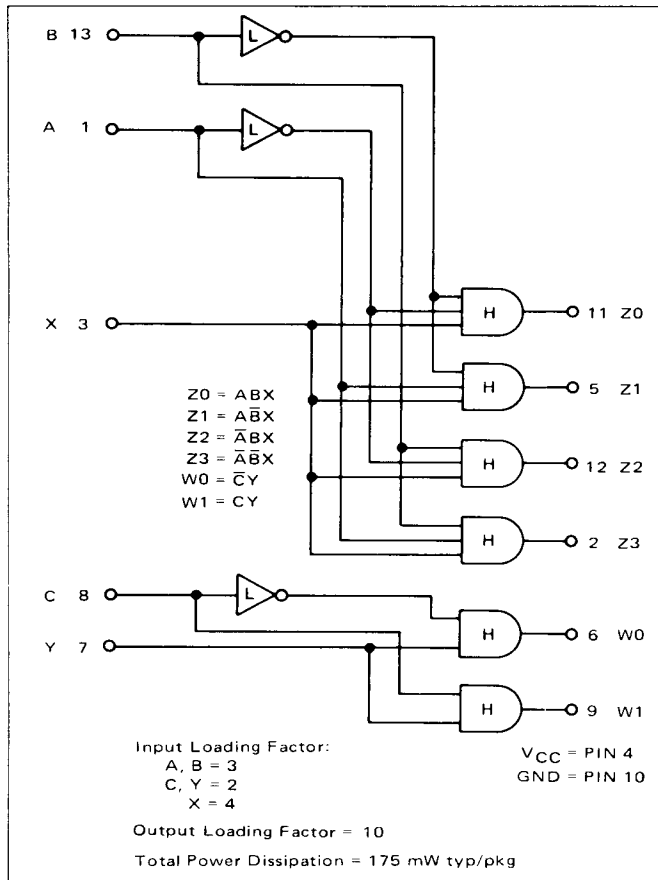 B 13
L
A 1
L
X 3
H 11 Z0
H 5 Z1
Z0 = ABX
Z1 = AB̅X
Z2 = A̅BX
Z3 = A̅B̅X
W0 = C̅Y
W1 = CY
H 12 Z2
H 2 Z3
C 8
L
Y 7
H 6 W0
H 9 W1
Input Loading Factor:
A, B = 3
C, Y = 2
X = 4
VCC = PIN 4
GND = PIN 10
Output Loading Factor = 10
Total Power Dissipation = 175 mW typ/pkg